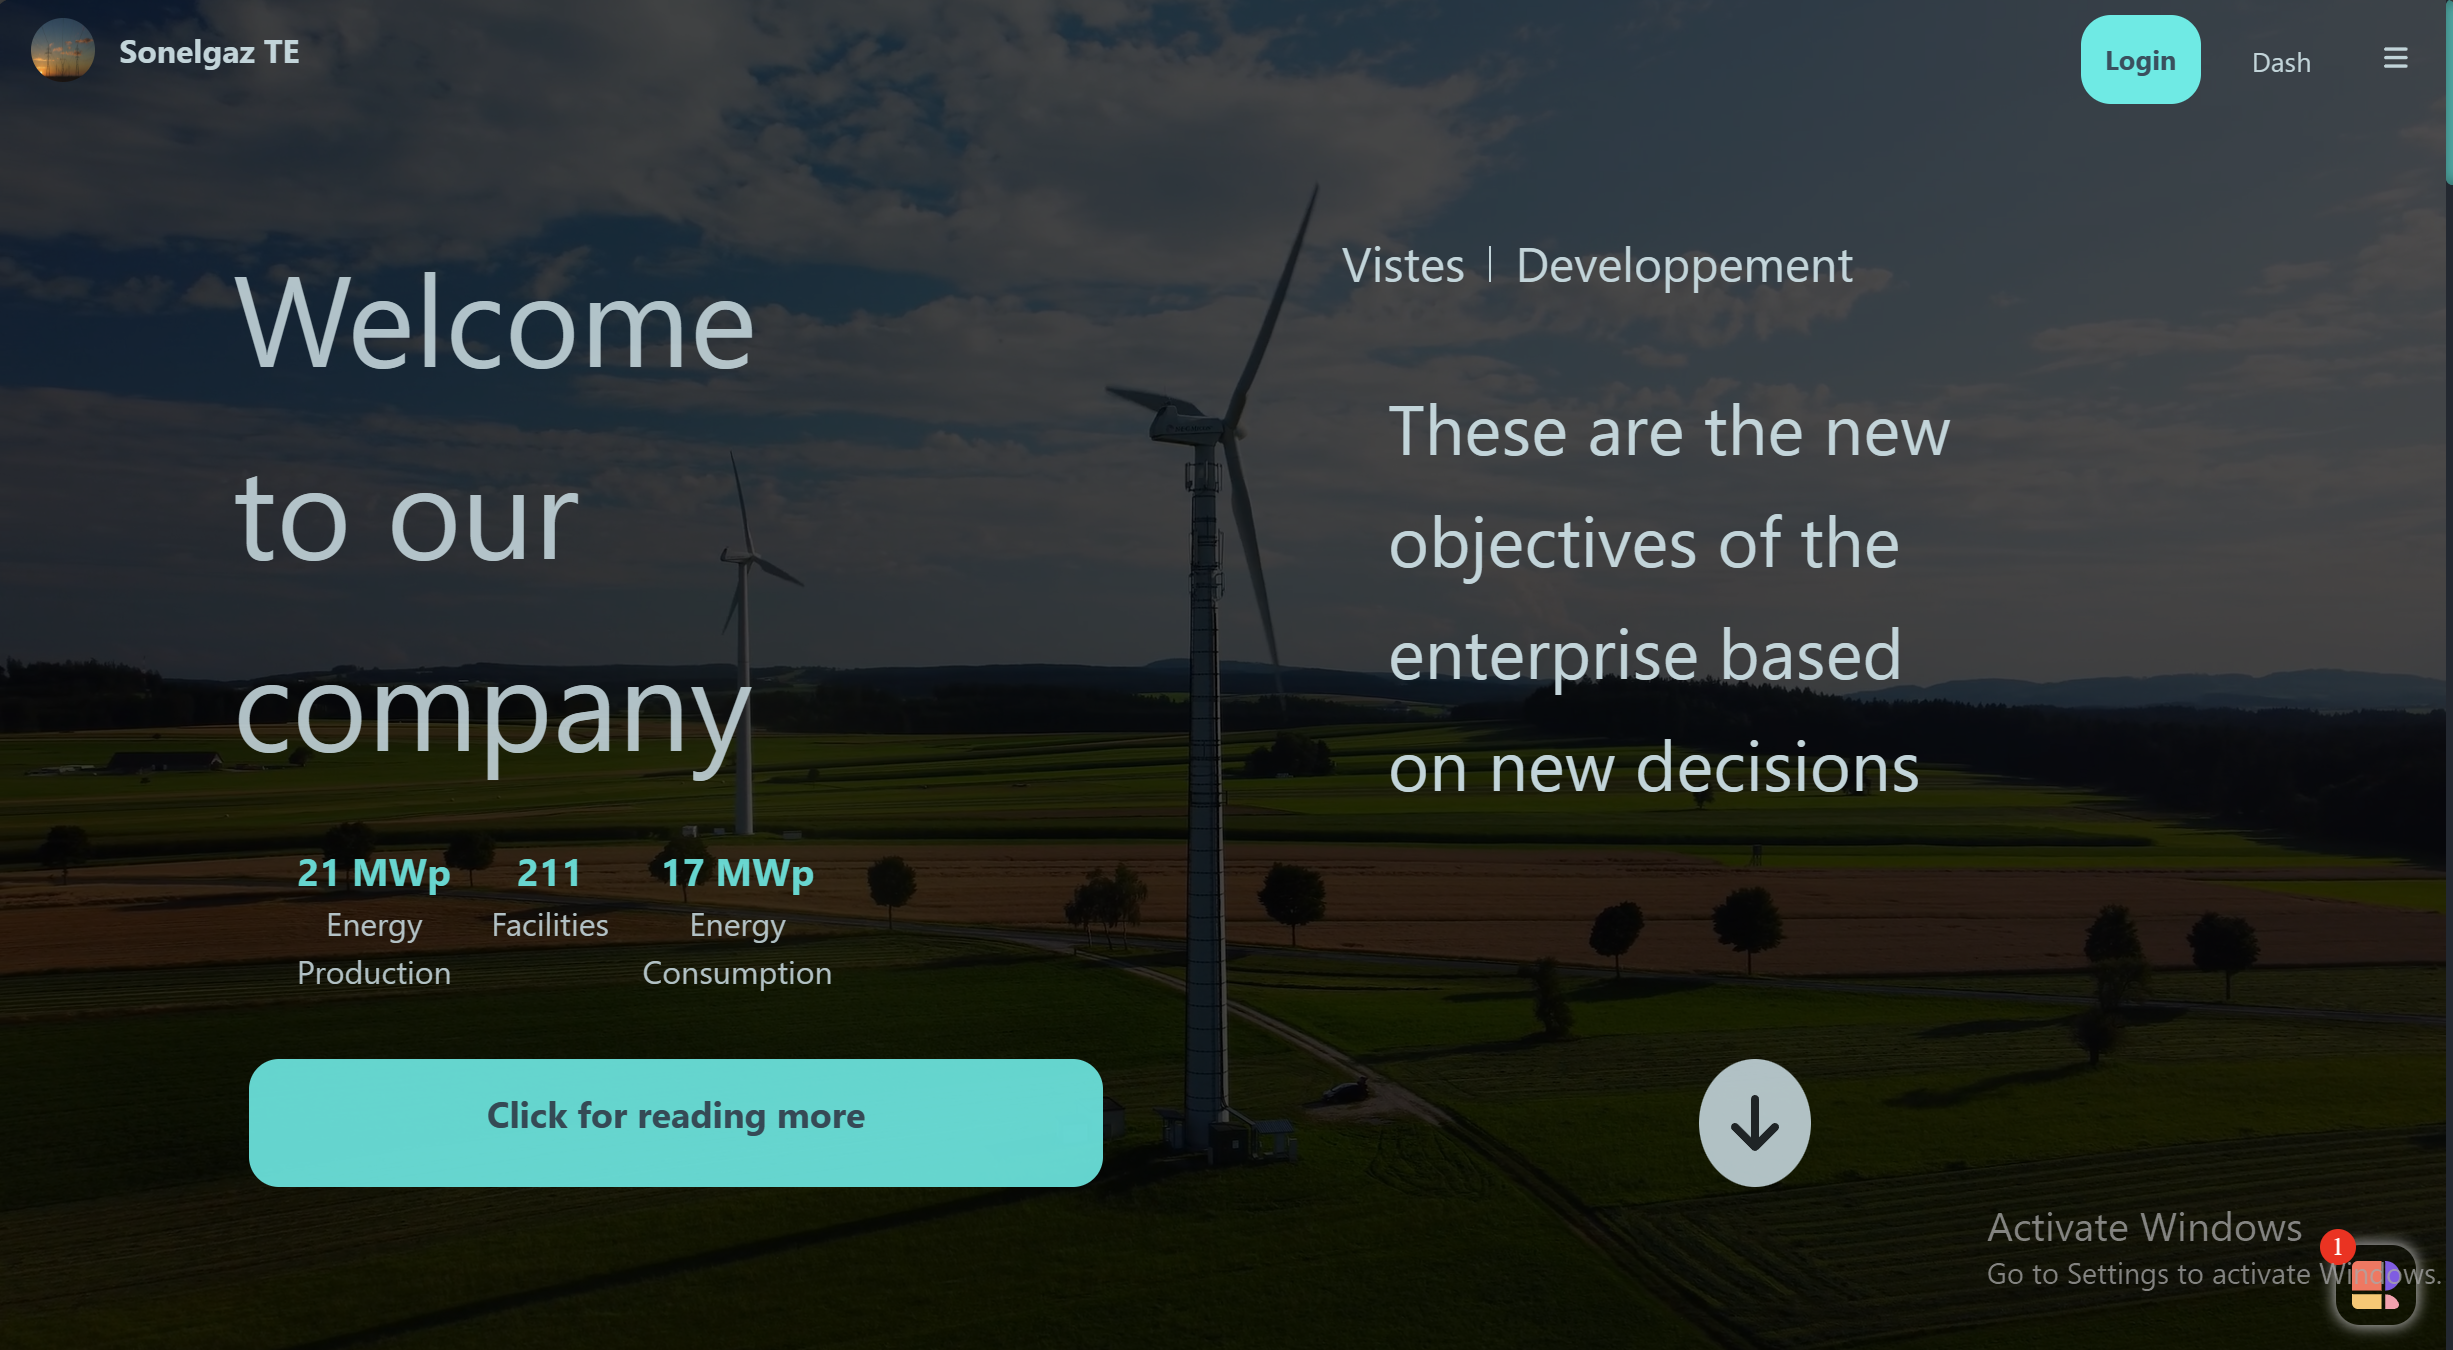 Sonelgaz TE
Login
Dash
Welcome
to our
company
Vistes | Developpement
These are the new
objectives of the
enterprise based
on new decisions
21 MWp
Energy
Production
211
Facilities
17 MWp
Energy
Consumption
Click for reading more
Activate Windows
Go to Settings to activate Windows.
1